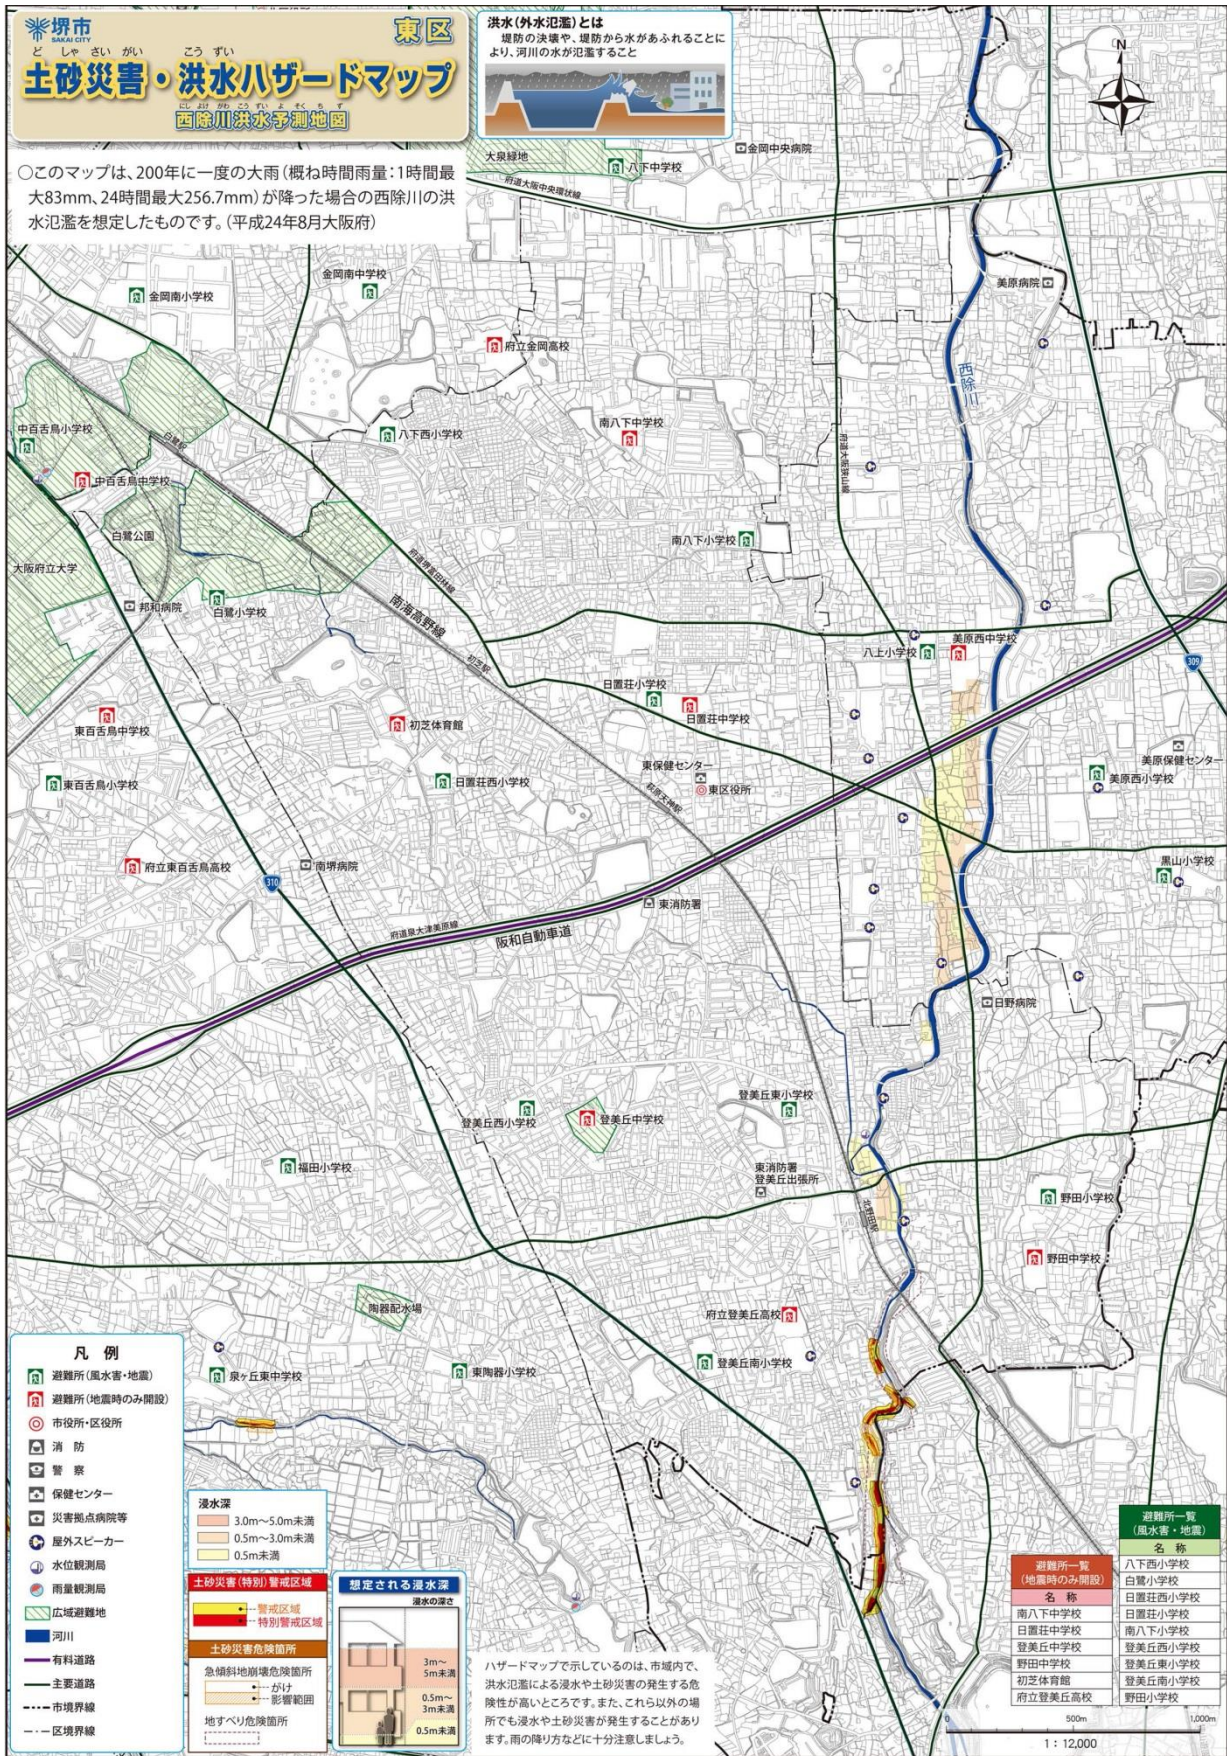 堺市
SAKAI CITY
東区
どしゃさいがい こうずい
土砂災害・洪水ハザードマップ
にしよけがわこうずいよそくちず
西除川洪水予測地図
洪水(外水氾濫)とは
堤防の決壊や、堤防から水があふれることに
より、河川の水が氾濫すること
○このマップは、200年に一度の大雨(概ね時間雨量:1時間最
大83mm、24時間最大256.7mm)が降った場合の西除川の洪
水氾濫を想定したものです。(平成24年8月大阪府)
N
大泉緑地
八下中学校
金岡中央病院
府道大阪中央環状線
金岡南中学校
金岡南小学校
美原病院
府立金岡高校
西除川
中百舌鳥小学校
白鷺駅
八下西小学校
南八下中学校
府道大阪狭山線
中百舌鳥中学校
白鷺公園
南八下小学校
大阪府立大学
府道堺富田林線
邦和病院
白鷺小学校
南海高野線
初芝駅
八上小学校
美原西中学校
309
日置荘小学校
日置荘中学校
東百舌鳥中学校
初芝体育館
東保健センター
美原保健センター
東百舌鳥小学校
日置荘西小学校
東区役所
萩原天神駅
美原西小学校
府立東百舌鳥高校
南堺病院
310
黒山小学校
東消防署
府道泉大津美原線
阪和自動車道
日野病院
登美丘西小学校
登美丘中学校
登美丘東小学校
福田小学校
東消防署
登美丘出張所
北野田駅
野田小学校
野田中学校
陶器配水場
府立登美丘高校
泉ヶ丘東中学校
東陶器小学校
登美丘南小学校
凡 例
避難所(風水害・地震)
避難所(地震時のみ開設)
市役所・区役所
消 防
警 察
保健センター
災害拠点病院等
屋外スピーカー
水位観測局
雨量観測局
広域避難地
河川
有料道路
主要道路
市境界線
区境界線
浸水深
3.0m～5.0m未満
0.5m～3.0m未満
0.5m未満
土砂災害(特別)警戒区域
警戒区域
特別警戒区域
土砂災害危険箇所
急傾斜地崩壊危険箇所
がけ
影響範囲
地すべり危険箇所
想定される浸水深
浸水の深さ
3m～
5m未満
0.5m～
3m未満
0.5m未満
ハザードマップで示しているのは、市域内で、
洪水氾濫による浸水や土砂災害の発生する危
険性が高いところです。また、これら以外の場
所でも浸水や土砂災害が発生することがあり
ます。雨の降り方などに十分注意しましょう。
避難所一覧
(地震時のみ開設)
名 称
南八下中学校
日置荘中学校
登美丘中学校
野田中学校
初芝体育館
府立登美丘高校
避難所一覧
(風水害・地震)
名 称
八下西小学校
白鷺小学校
日置荘西小学校
日置荘小学校
南八下小学校
登美丘西小学校
登美丘東小学校
登美丘南小学校
野田小学校
0 500m 1,000m
1：12,000